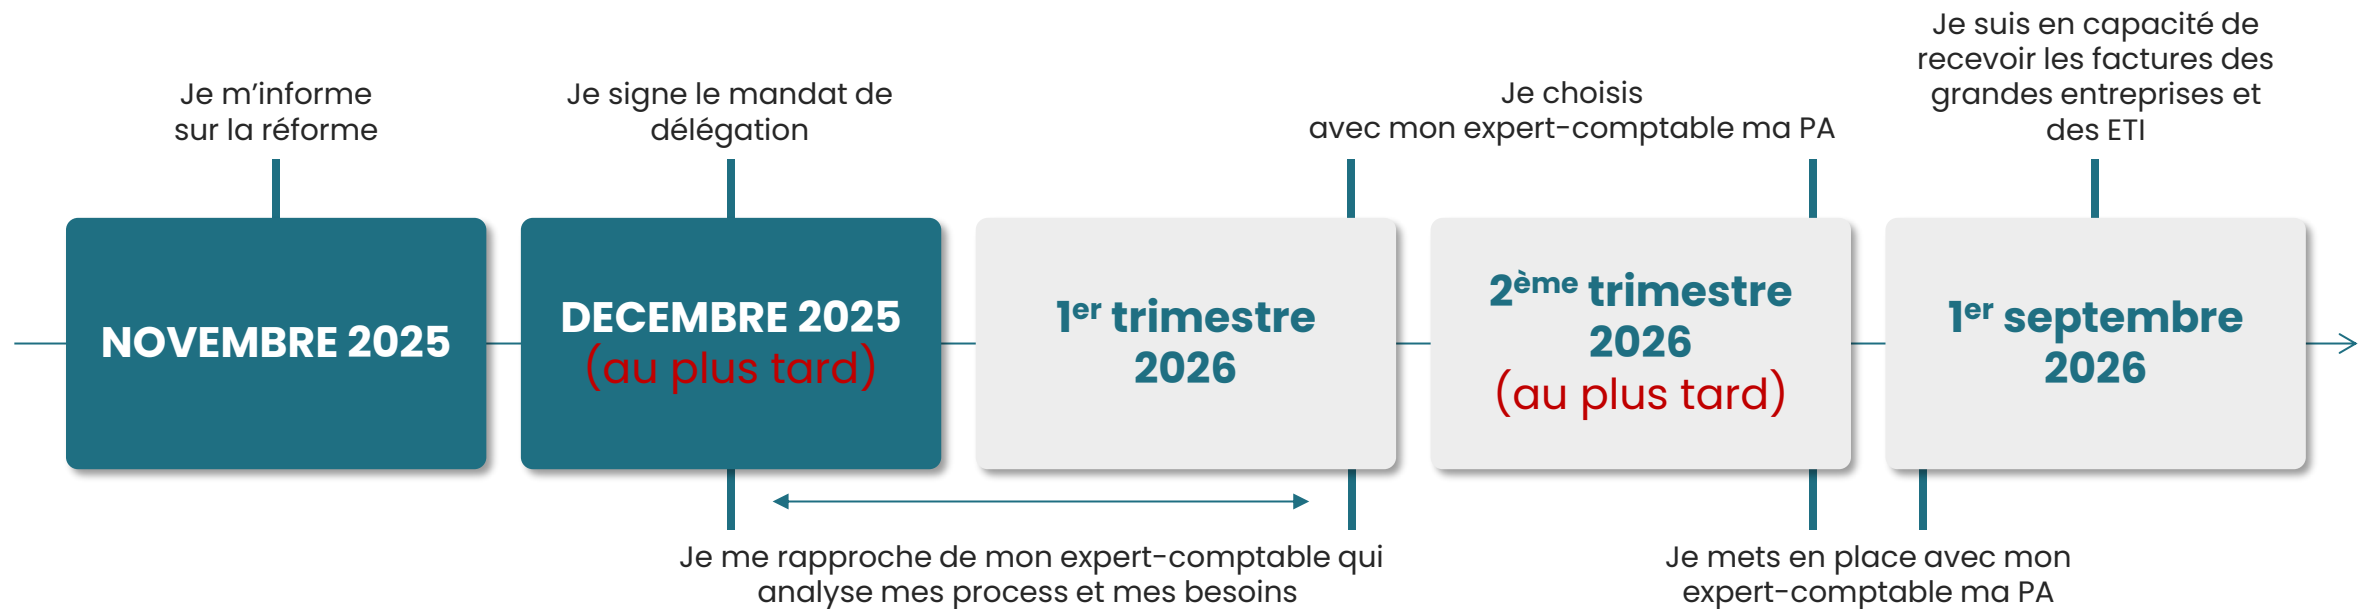 Je m’informe
sur la réforme
Je signe le mandat de
délégation
Je choisis
avec mon expert-comptable ma PA
Je suis en capacité de
recevoir les factures des
grandes entreprises et
des ETI
NOVEMBRE 2025
DECEMBRE 2025
(au plus tard)
1er trimestre
2026
2ème trimestre
2026
(au plus tard)
1er septembre
2026
Je me rapproche de mon expert-comptable qui
analyse mes process et mes besoins
Je mets en place avec mon
expert-comptable ma PA